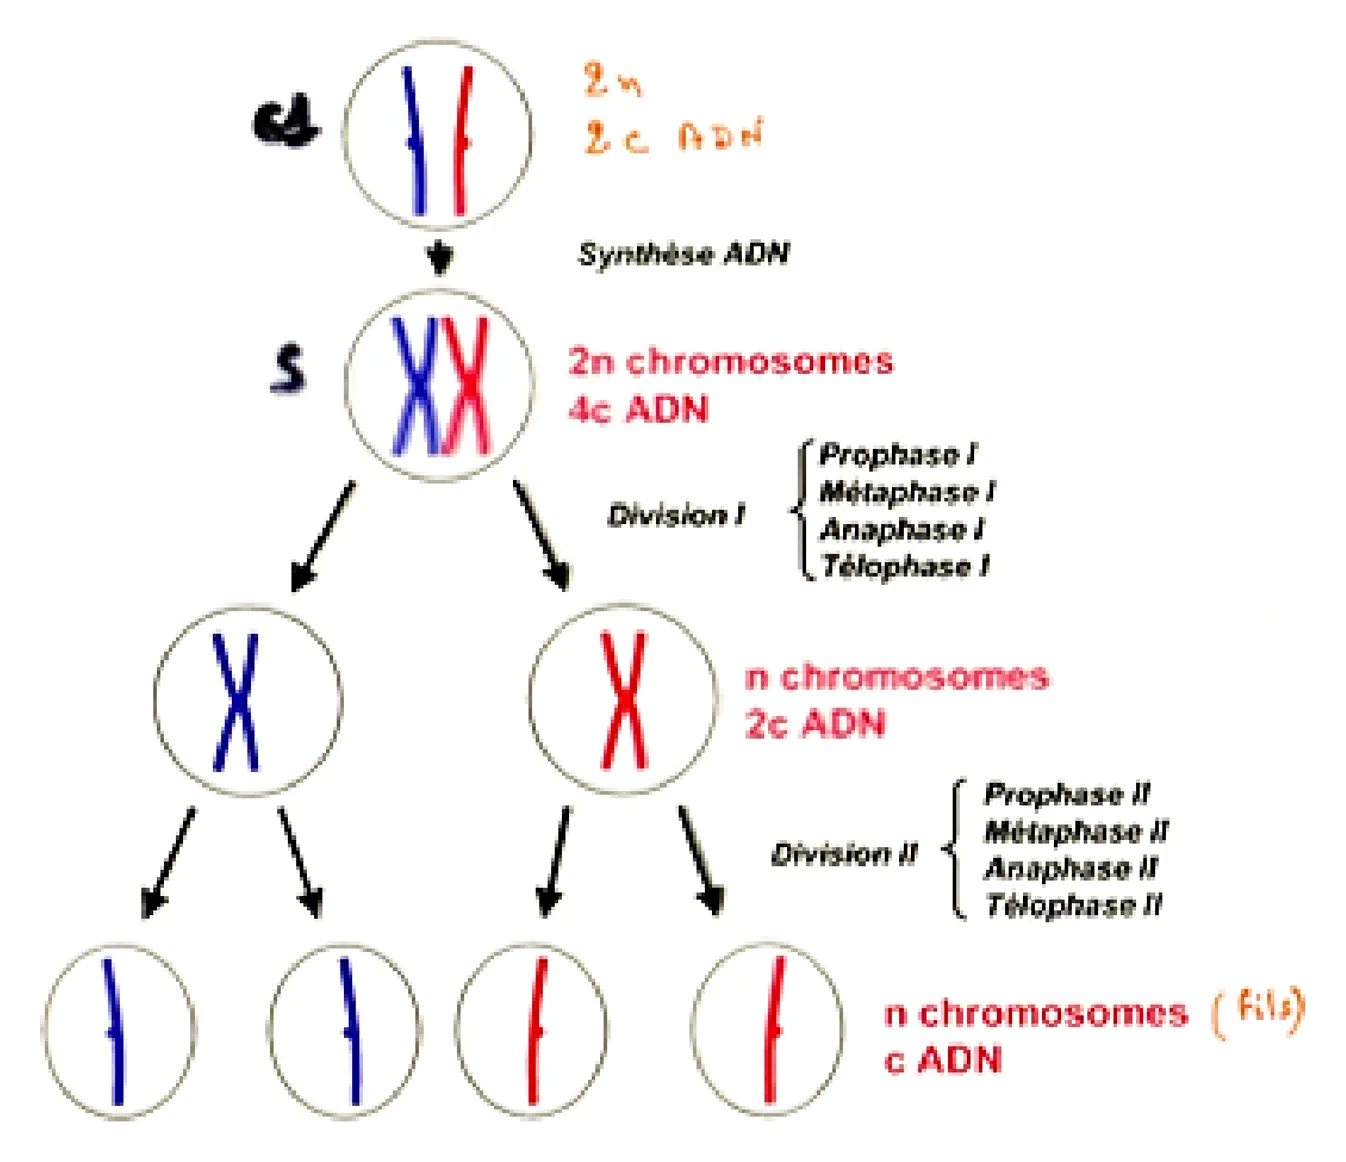 2n
G1
2c ADN
Synthèse ADN
S
2n chromosomes
4c ADN
Prophase I
Métaphase I
Division I
Anaphase I
Télophase I
n chromosomes
2c ADN
Prophase II
Métaphase II
Division II
Anaphase II
Télophase II
n chromosomes (fils)
c ADN